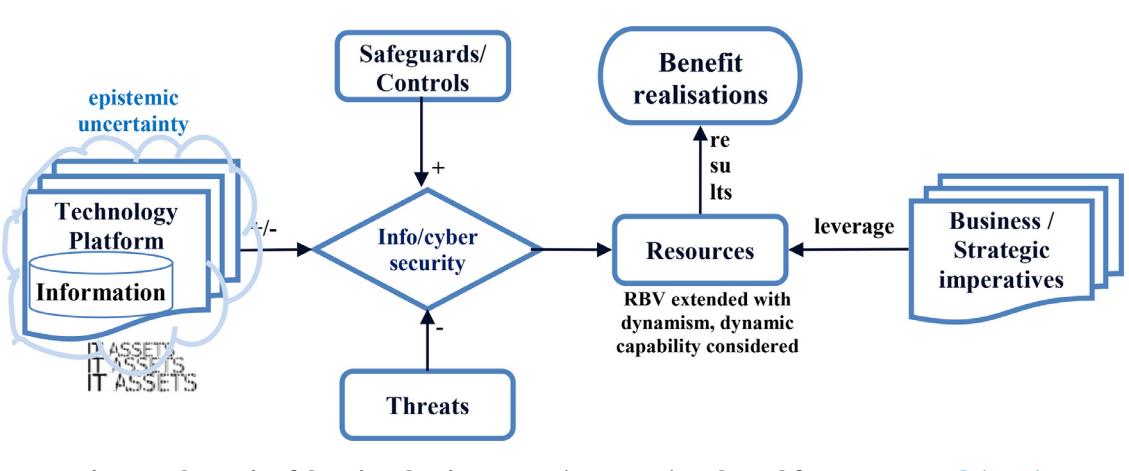 Safeguards/
Controls
Benefit
realisations
epistemic
uncertainty
re
su
lts
+
Technology
Platform
+/-
Info/cyber
security
Resources
leverage
Business /
Strategic
imperatives
Information
RBV extended with
dynamism, dynamic
capability considered
-
IT ASSETS
IT ASSETS
IT ASSETS
Threats